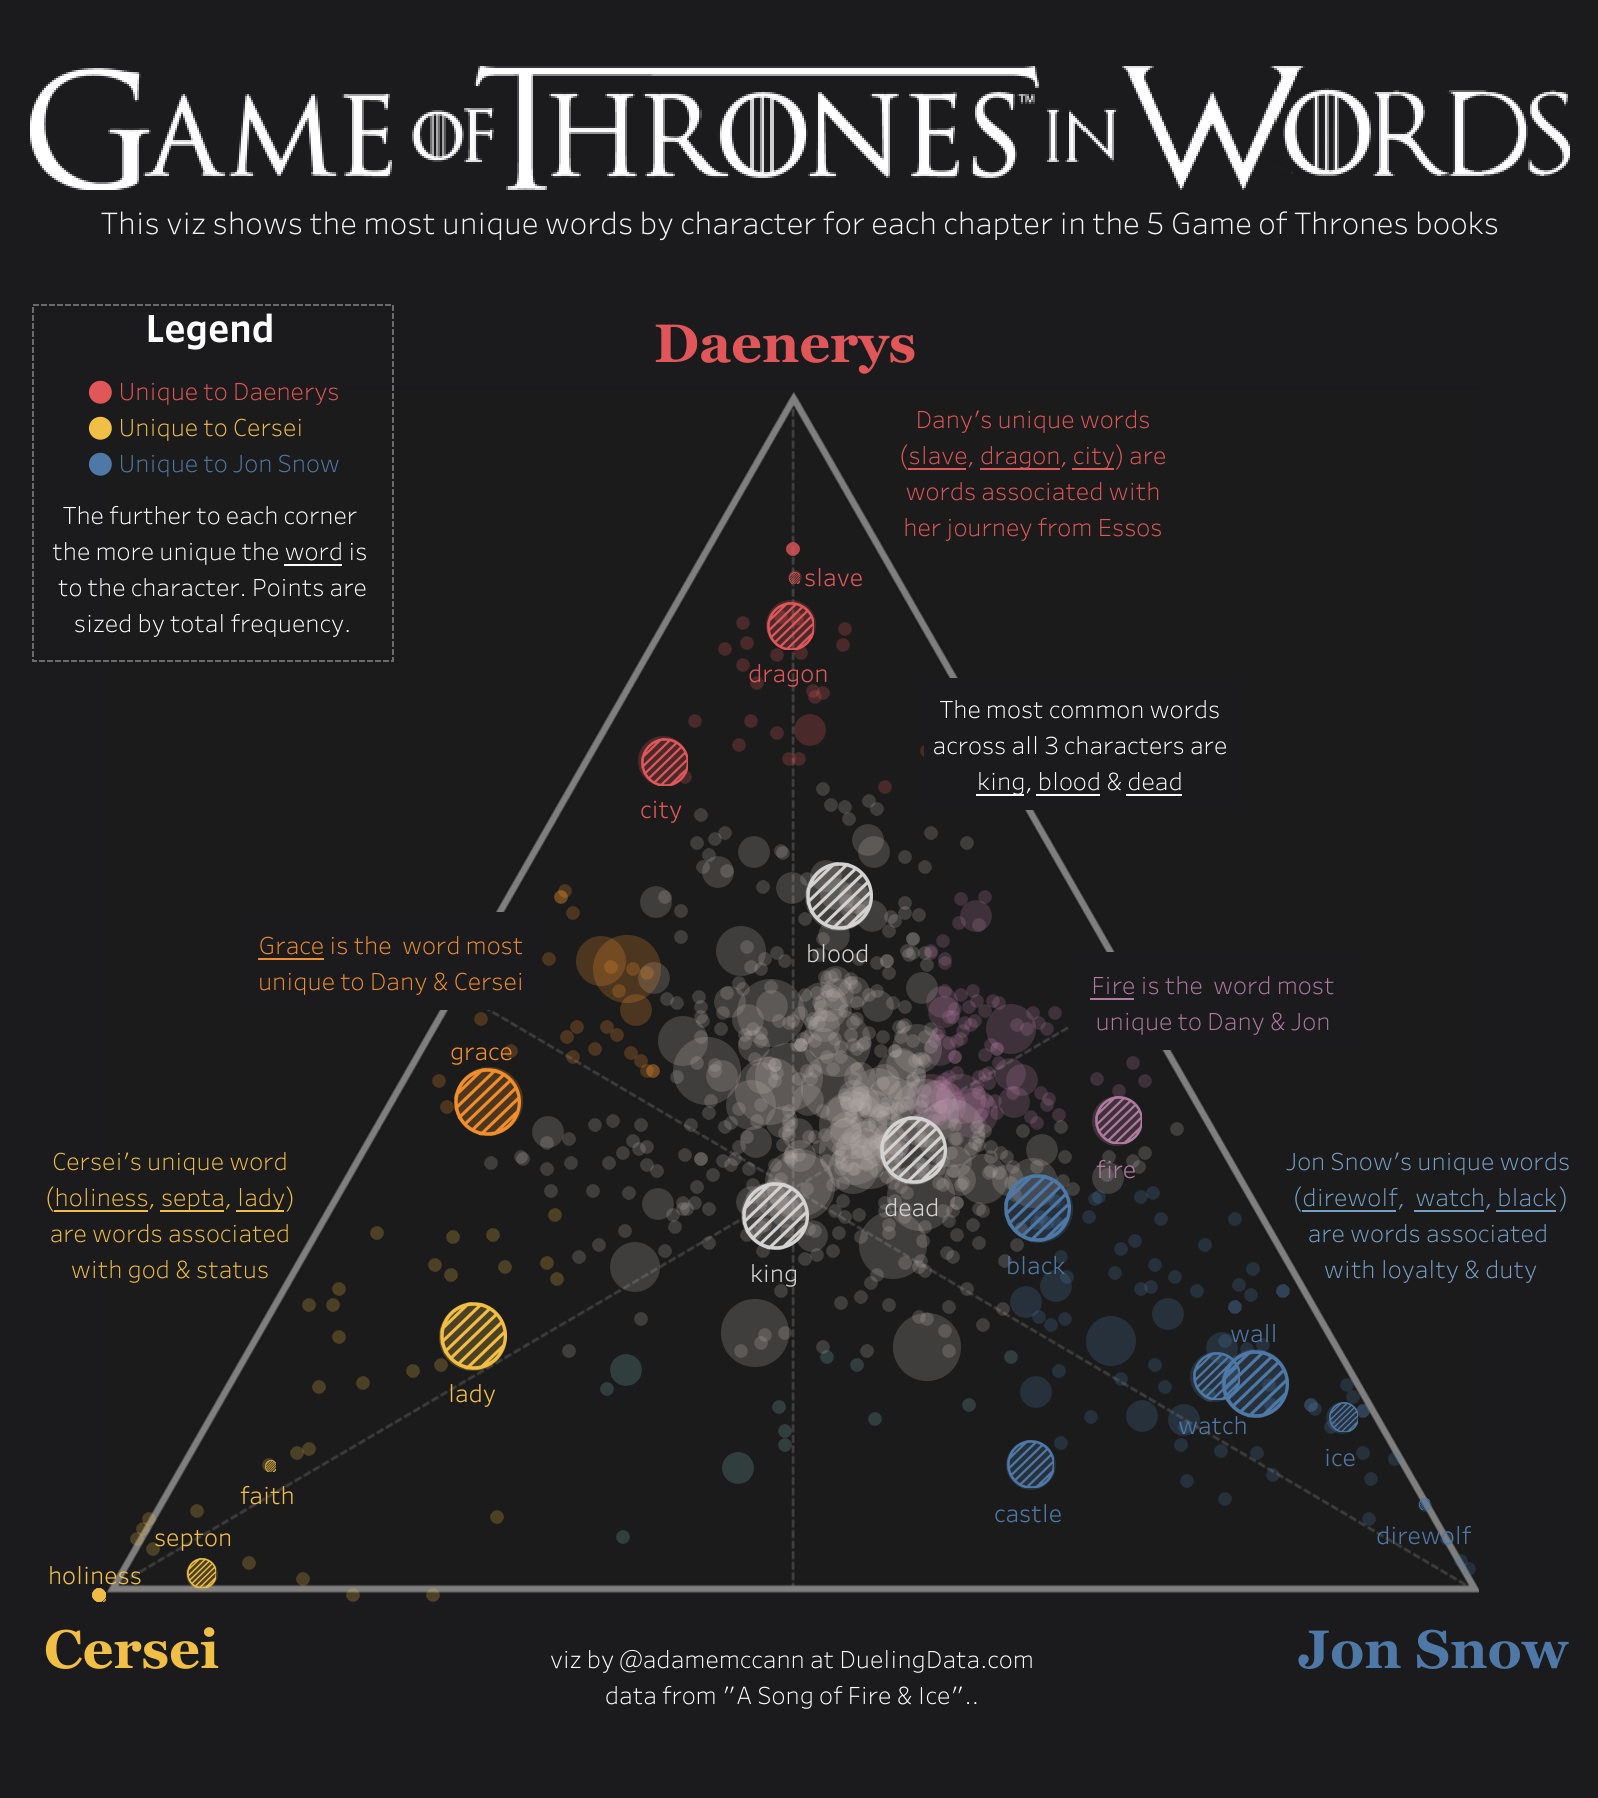 GAME OF THRONES™ IN WORDS
This viz shows the most unique words by character for each chapter in the 5 Game of Thrones books
Legend
Unique to Daenerys
Unique to Cersei
Unique to Jon Snow
The further to each corner
the more unique the word is
to the character. Points are
sized by total frequency.
Daenerys
Dany's unique words
(slave, dragon, city) are
words associated with
her journey from Essos
slave
dragon
The most common words
across all 3 characters are
king, blood & dead
city
blood
Grace is the word most
unique to Dany & Cersei
Fire is the word most
unique to Dany & Jon
grace
fire
Cersei's unique word
(holiness, septa, lady)
are words associated
with god & status
Jon Snow's unique words
(direwolf, watch, black)
are words associated
with loyalty & duty
dead
king
black
wall
lady
watch
ice
faith
castle
septon
direwolf
holiness
Cersei
Jon Snow
viz by @adamemccann at DuelingData.com
data from "A Song of Fire & Ice"..